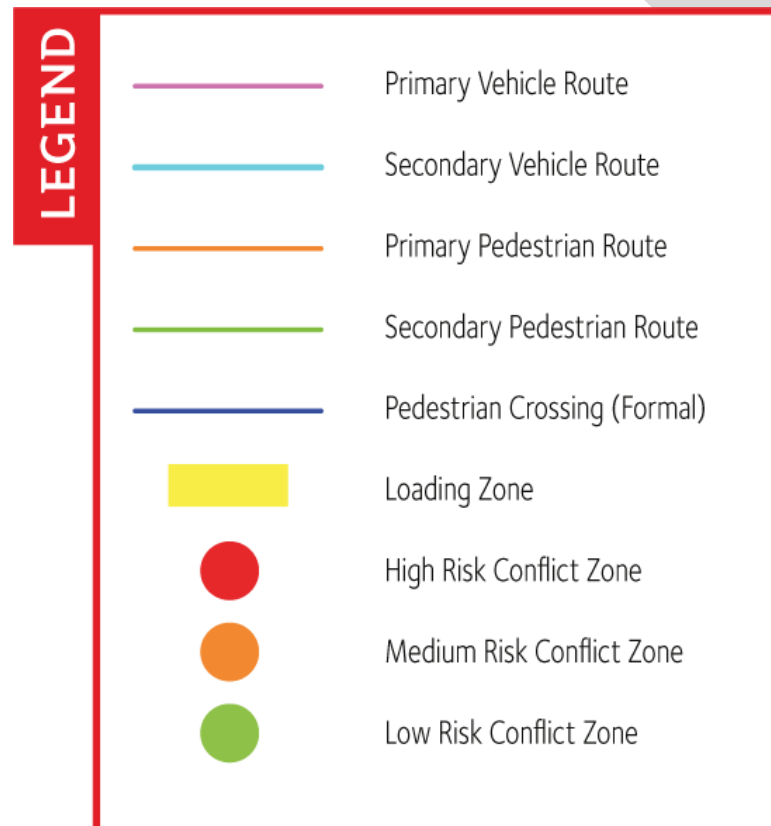 LEGEND
Primary Vehicle Route
Secondary Vehicle Route
Primary Pedestrian Route
Secondary Pedestrian Route
Pedestrian Crossing (Formal)
Loading Zone
High Risk Conflict Zone
Medium Risk Conflict Zone
Low Risk Conflict Zone